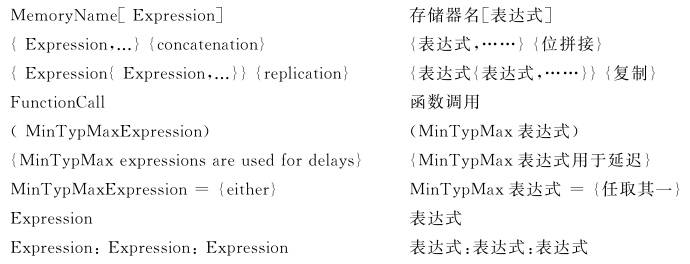 MemoryName[ Expression] 存储器名[表达式]
{ Expression,...} {concatenation} {表达式,……} {位拼接}
{ Expression{ Expression,...}} {replication} {表达式{表达式,……}} {复制}
FunctionCall 函数调用
( MinTypMaxExpression) (MinTypMax 表达式)
{MinTypMax expressions are used for delays} {MinTypMax 表达式用于延迟}
MinTypMaxExpression = {either} MinTypMax 表达式 = {任取其一}
Expression 表达式
Expression: Expression: Expression 表达式:表达式:表达式